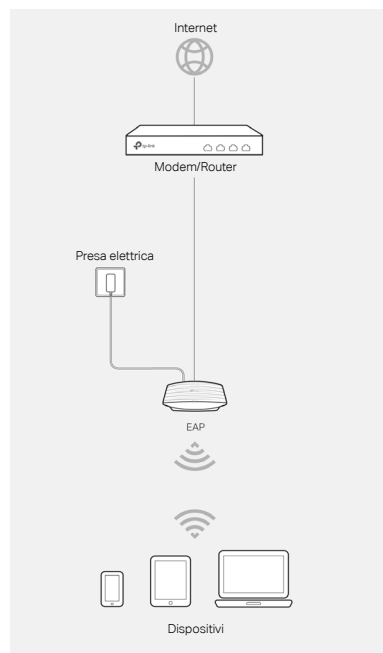 Internet
tp-link
Modem/Router
Presa elettrica
EAP
Dispositivi